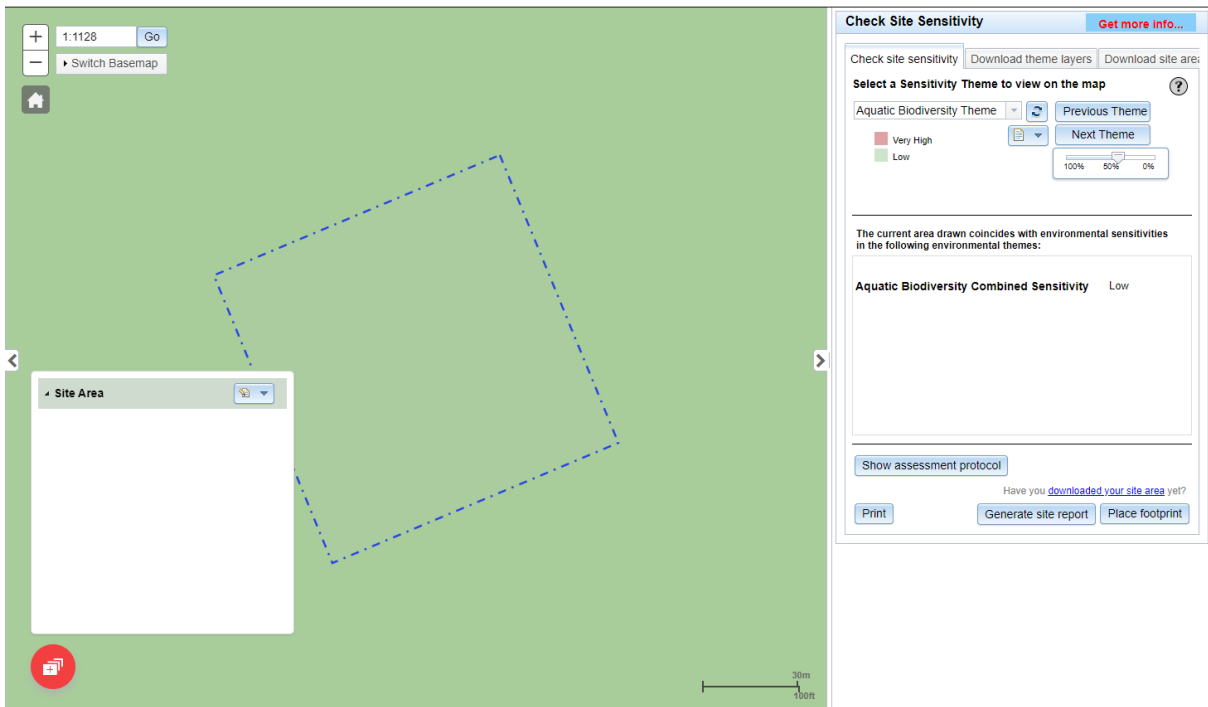 +
1:1128 Go
−
Switch Basemap
Site Area
30m
100ft
Check Site Sensitivity
Get more info...
Check site sensitivity
Download theme layers
Download site are
Select a Sensitivity Theme to view on the map
?
Aquatic Biodiversity Theme
Previous Theme
Very High
Next Theme
Low
100% 50% 0%
The current area drawn coincides with environmental sensitivities
in the following environmental themes:
Aquatic Biodiversity Combined Sensitivity Low
Show assessment protocol
Have you downloaded your site area yet?
Print
Generate site report
Place footprint